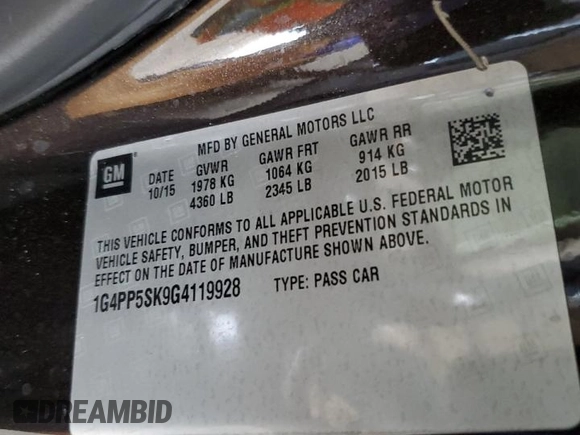 MFD BY GENERAL MOTORS LLC
GM
DATE GVWR GAWR FRT GAWR RR
10/15 1978 KG 1064 KG 914 KG
4360 LB 2345 LB 2015 LB
THIS VEHICLE CONFORMS TO ALL APPLICABLE U.S. FEDERAL MOTOR
VEHICLE SAFETY, BUMPER, AND THEFT PREVENTION STANDARDS IN
EFFECT ON THE DATE OF MANUFACTURE SHOWN ABOVE.
1G4PP5SK9G4119928 TYPE: PASS CAR
DREAMBID